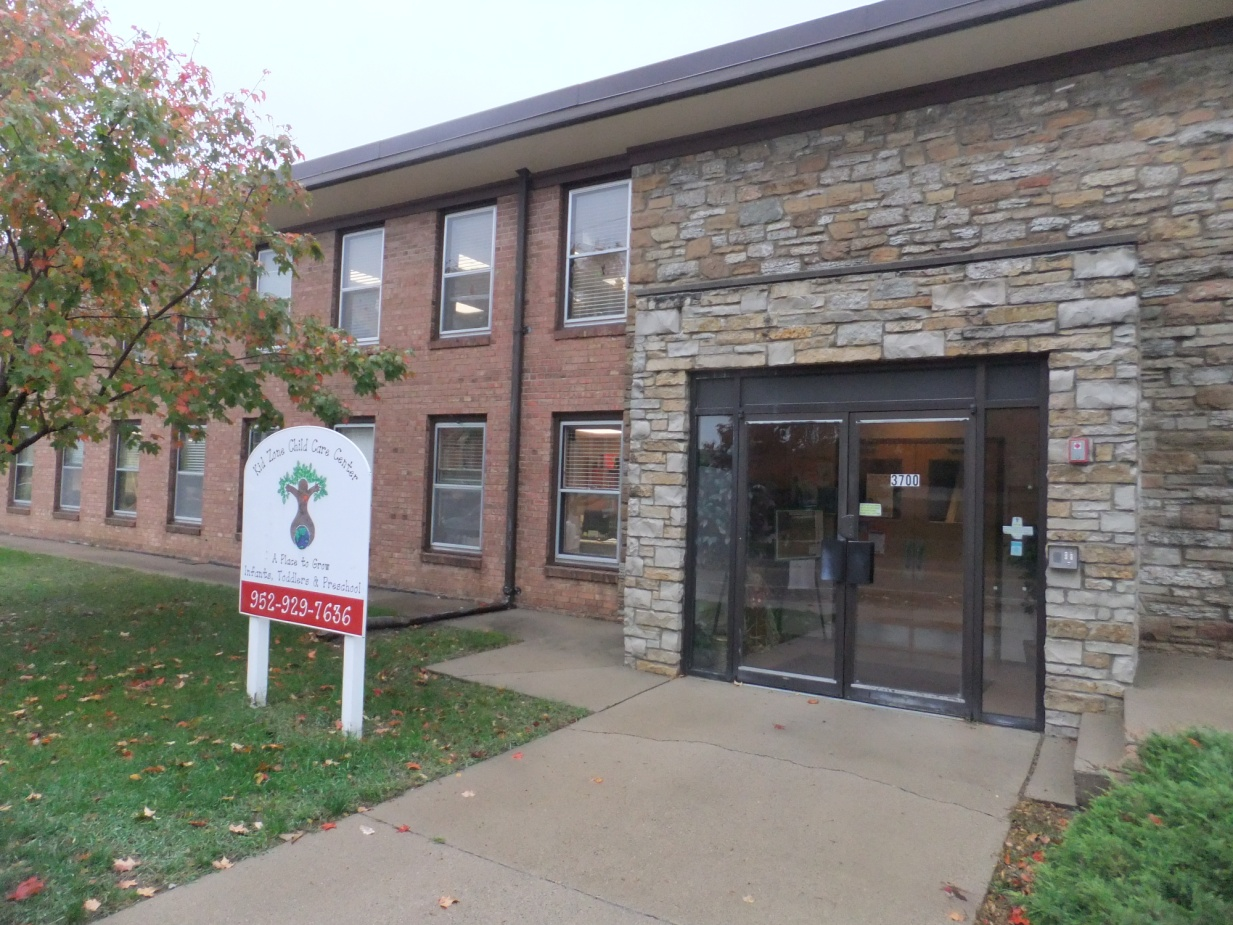 Kid Zone Child Care Center
A Place to Grow
Infants, Toddlers & Preschool
952-929-7636
3700